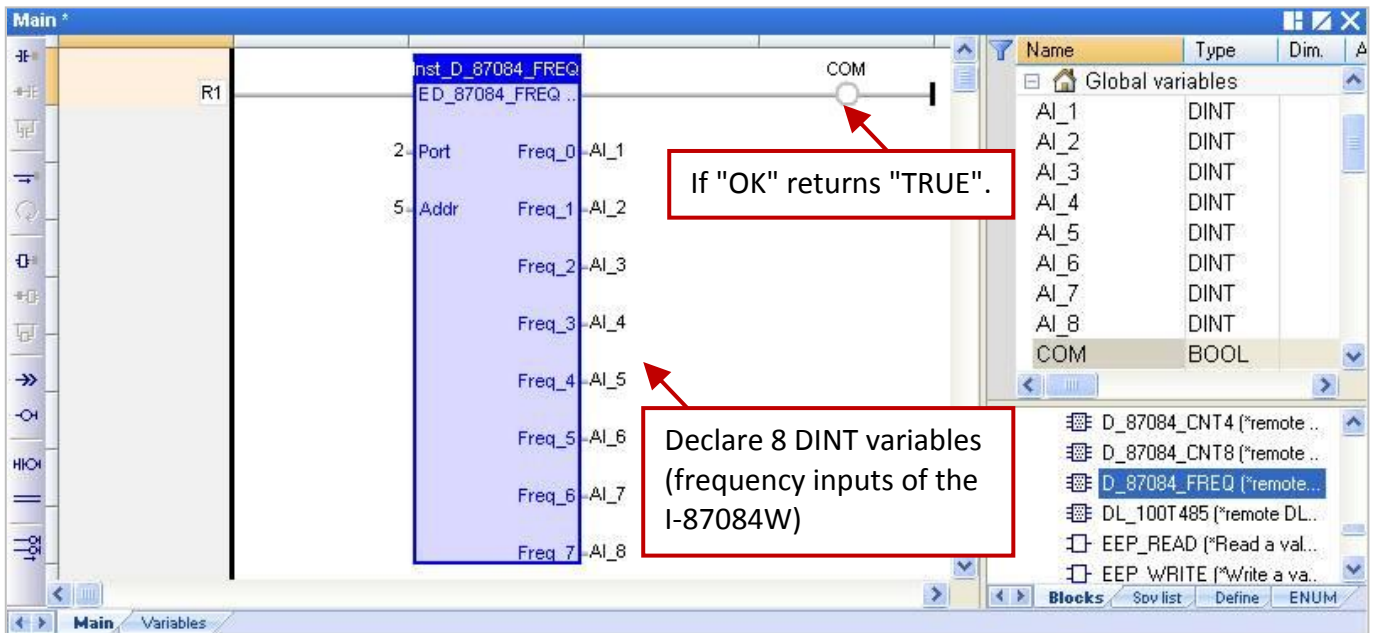 Main *
R1
Inst_D_87084_FREQ
E D_87084_FREQ ..
COM
2 Port Freq_0 AI_1
5 Addr Freq_1 AI_2
Freq_2 AI_3
Freq_3 AI_4
Freq_4 AI_5
Freq_5 AI_6
Freq_6 AI_7
Freq_7 AI_8
If "OK" returns "TRUE".
Declare 8 DINT variables
(frequency inputs of the
I-87084W)
Main Variables
Name Type Dim. A
Global variables
AI_1 DINT
AI_2 DINT
AI_3 DINT
AI_4 DINT
AI_5 DINT
AI_6 DINT
AI_7 DINT
AI_8 DINT
COM BOOL
D_87084_CNT4 (*remote ..
D_87084_CNT8 (*remote ..
D_87084_FREQ (*remote...
DL_100T485 (*remote DL..
EEP_READ (*Read a val...
EEP_WRITE (*Write a va..
Blocks Spy list Define ENUM